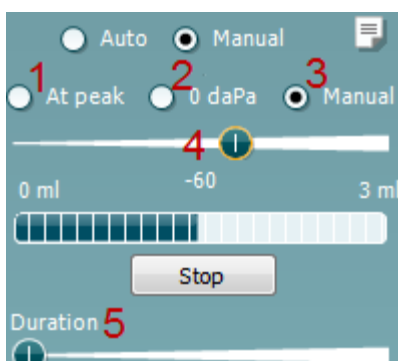 Auto Manual
1 At peak 2 0 daPa 3 Manual
4
0 ml -60 3 ml
Stop
Duration 5